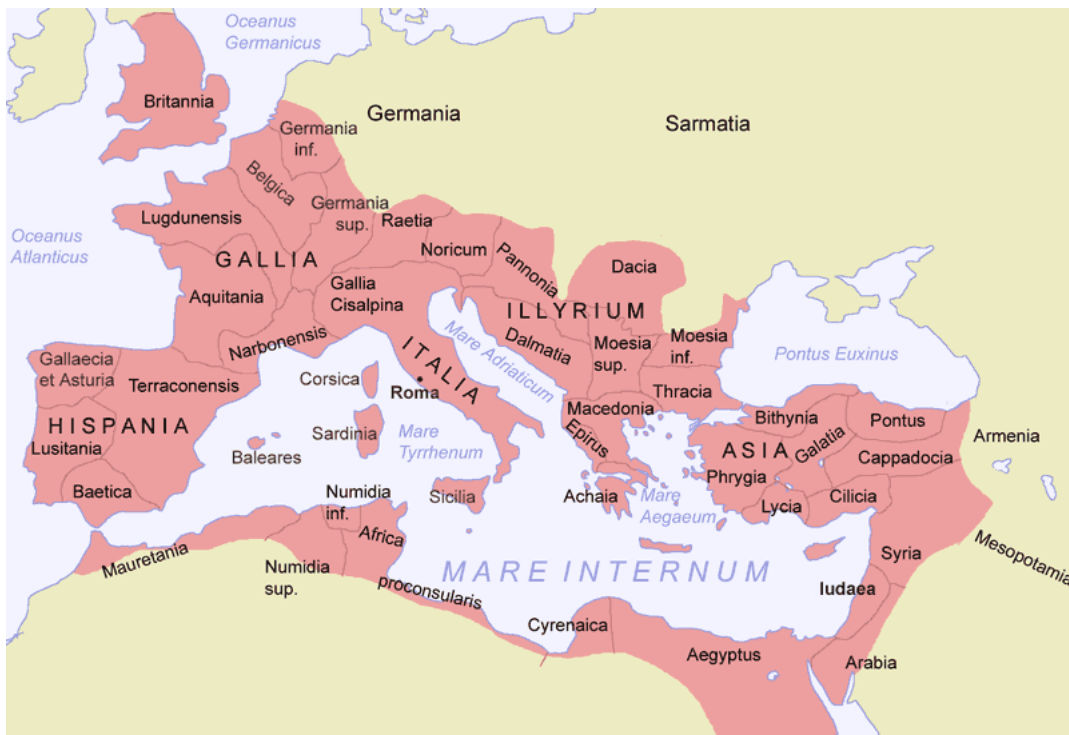 Oceanus
Germanicus
Britannia
Germania
Sarmatia
Germania
inf.
Belgica
Lugdunensis
Germania
sup.
Raetia
Oceanus
Atlanticus
GALLIA
Noricum
Pannonia
Dacia
Aquitania
Gallia
Cisalpina
ILLYRIUM
Narbonensis
Mare Adriaticum
Dalmatia
Moesia
sup.
Moesia
inf.
Pontus Euxinus
Gallaecia
et Asturia
Terraconensis
Corsica
ITALIA
Roma
Thracia
HISPANIA
Lusitania
Sardinia
Mare
Tyrrhenum
Macedonia
Epirus
Bithynia
Pontus
Galatia
Armenia
Baleares
ASIA
Phrygia
Cappadocia
Baetica
Numidia
inf.
Sicilia
Achaia
Mare
Aegaeum
Lycia
Cilicia
Mauretania
Africa
proconsularis
Numidia
sup.
MARE INTERNUM
Syria
Mesopotamia
Iudaea
Cyrenaica
Aegyptus
Arabia